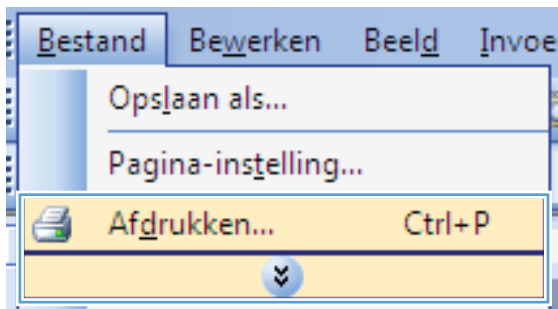 Bestand Bewerken Beeld Invoe
Opslaan als...
Pagina-instelling...
Afdrukken... Ctrl+P